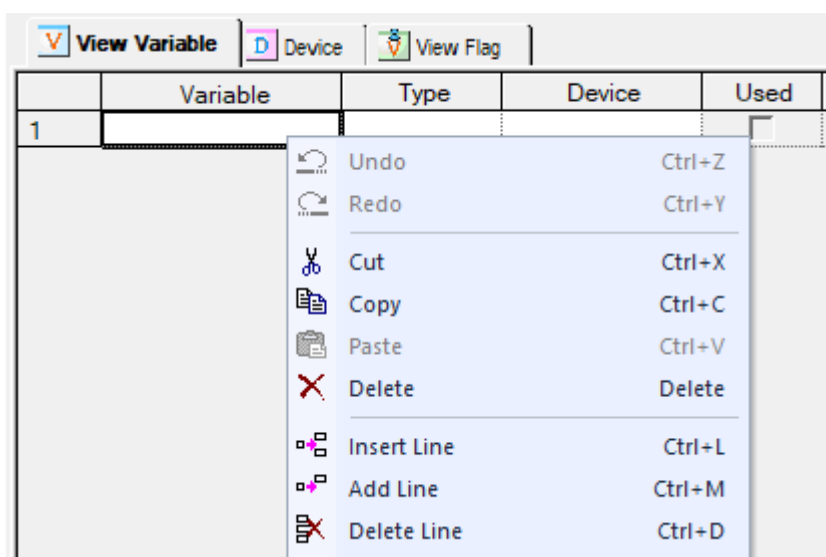 V View Variable D Device V View Flag
Variable Type Device Used
1
Undo Ctrl+Z
Redo Ctrl+Y
Cut Ctrl+X
Copy Ctrl+C
Paste Ctrl+V
Delete Delete
Insert Line Ctrl+L
Add Line Ctrl+M
Delete Line Ctrl+D